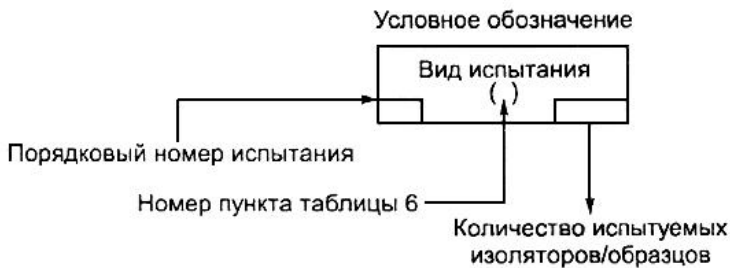 Условное обозначение
Вид испытания
( )
Порядковый номер испытания
Номер пункта таблицы 6
Количество испытуемых
изоляторов/образцов